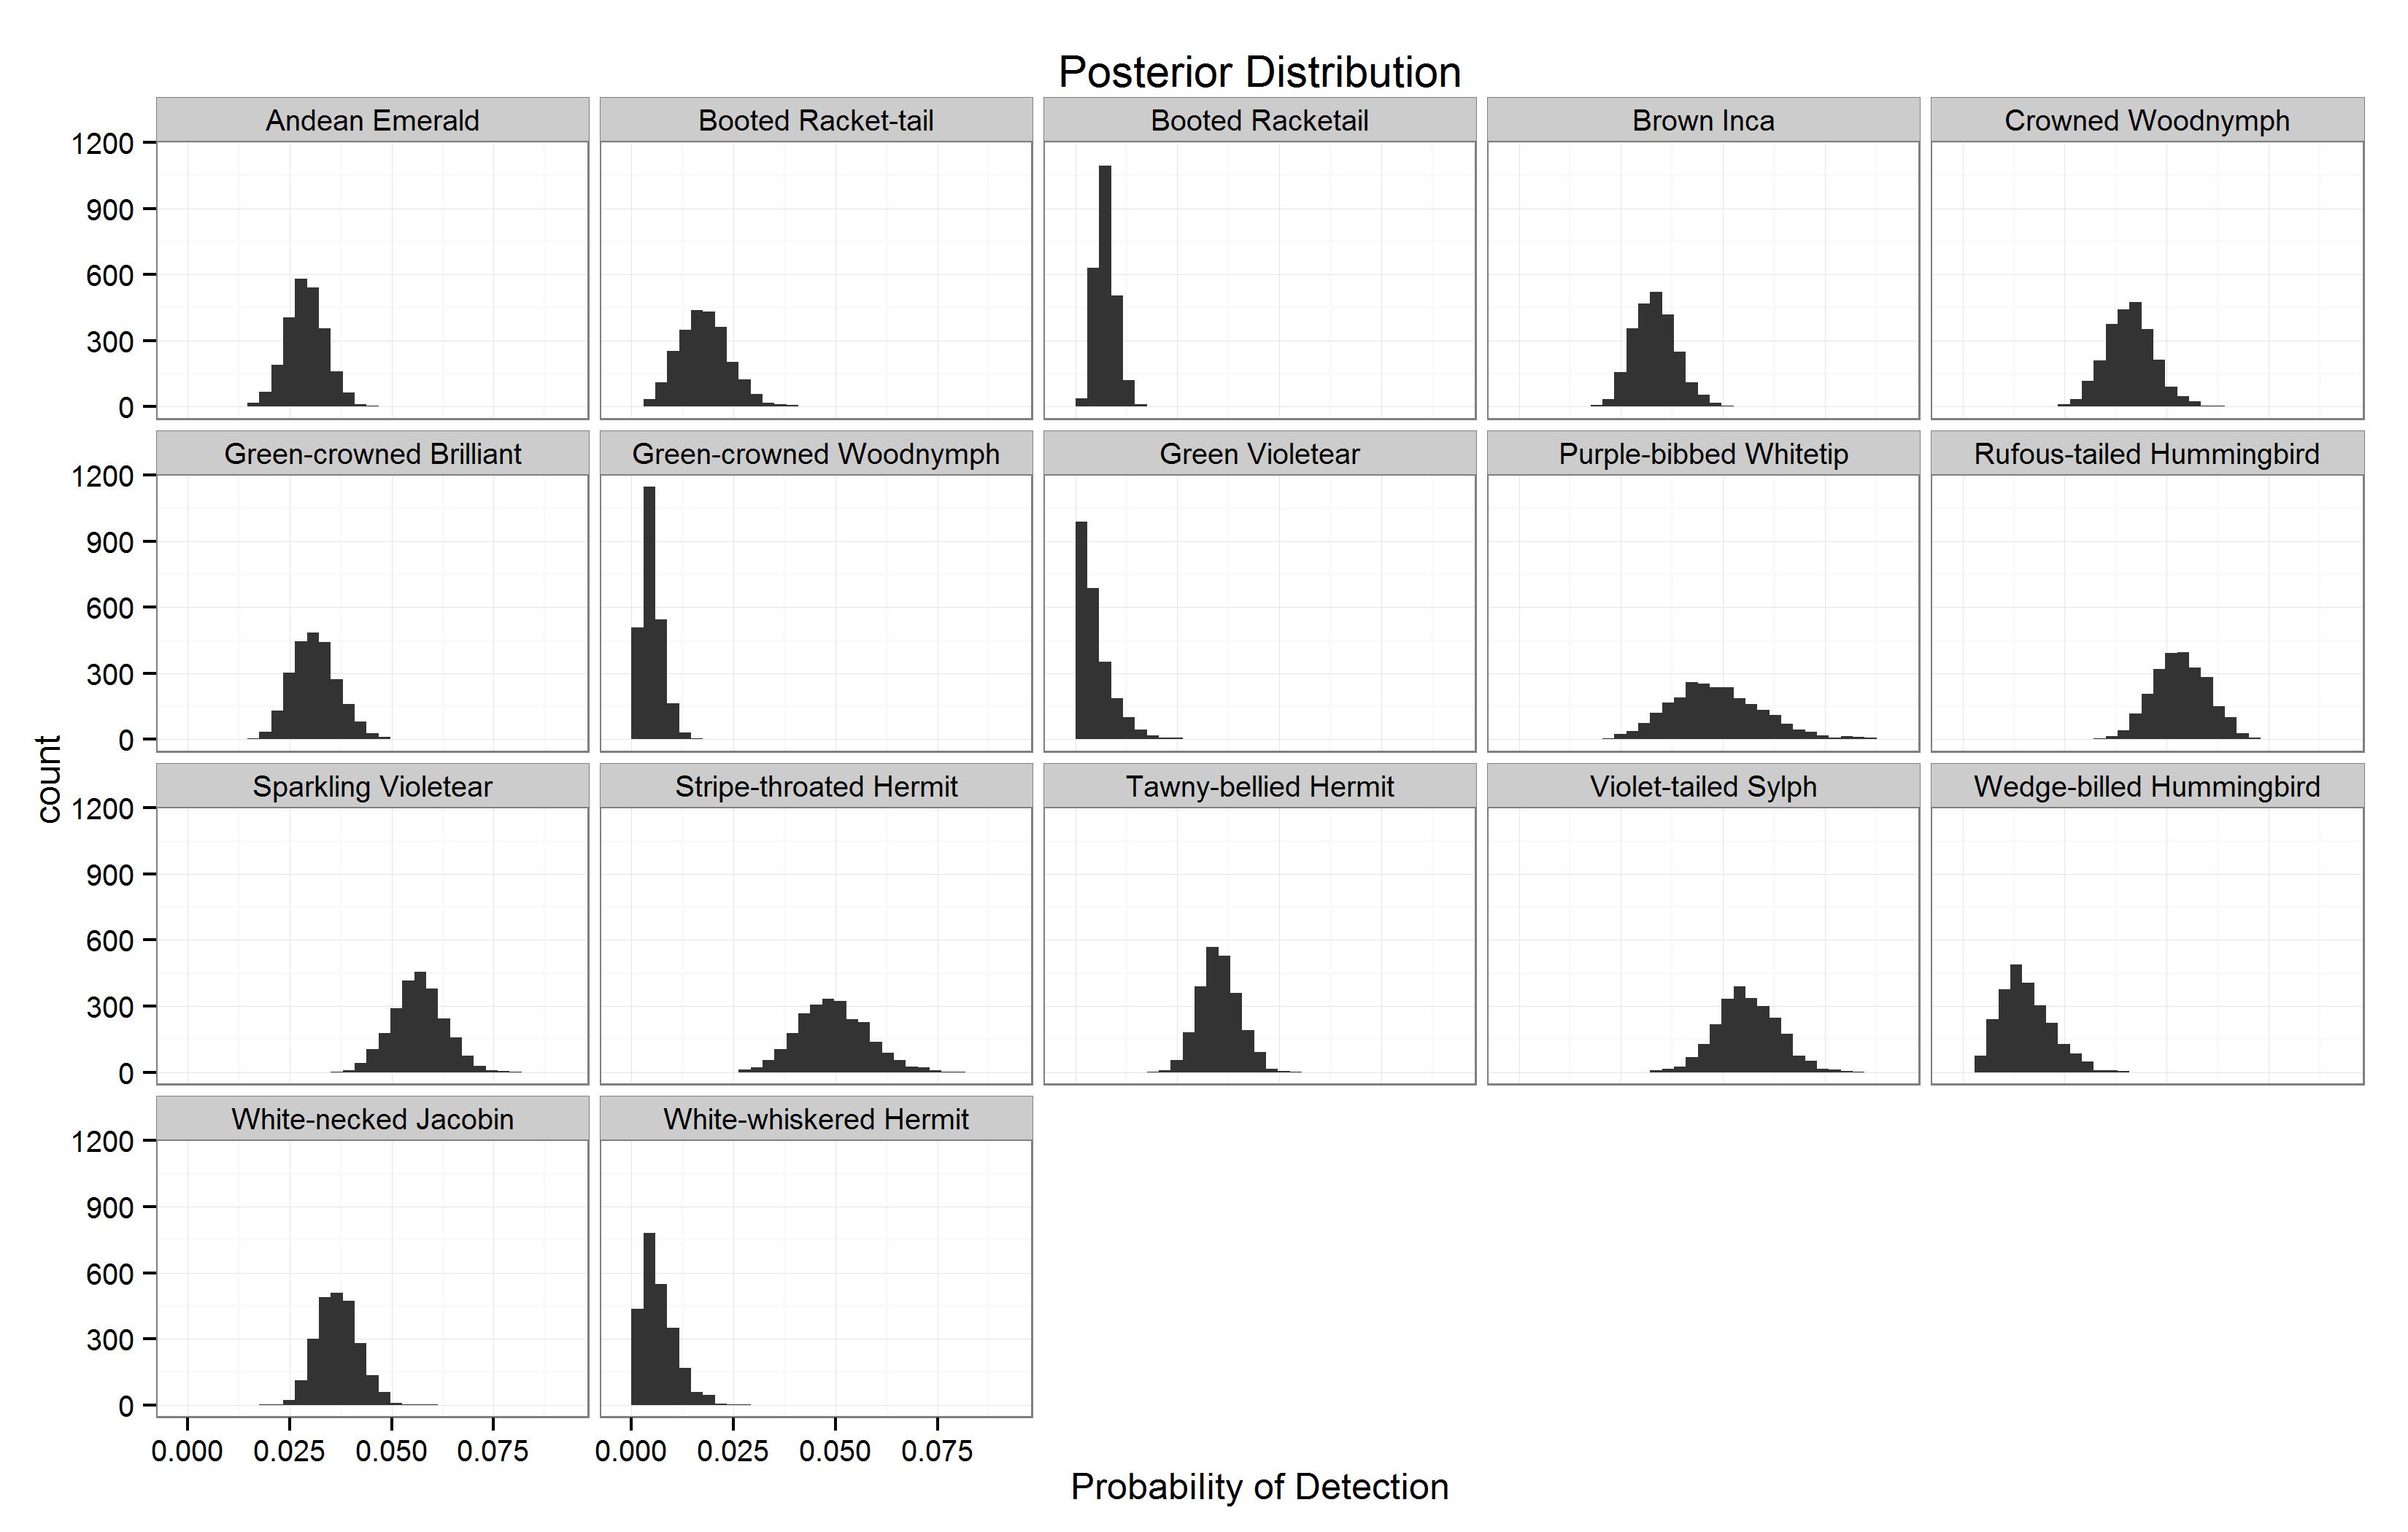 Posterior Distribution
Andean Emerald Booted Racket-tail Booted Racketail Brown Inca Crowned Woodnymph
1200
900
600
300
0
Green-crowned Brilliant Green-crowned Woodnymph Green Violetear Purple-bibbed Whitetip Rufous-tailed Hummingbird
1200
900
600
300
0
count
Sparkling Violetear Stripe-throated Hermit Tawny-bellied Hermit Violet-tailed Sylph Wedge-billed Hummingbird
1200
900
600
300
0
White-necked Jacobin White-whiskered Hermit
1200
900
600
300
0
0.000 0.025 0.050 0.075 0.000 0.025 0.050 0.075
Probability of Detection